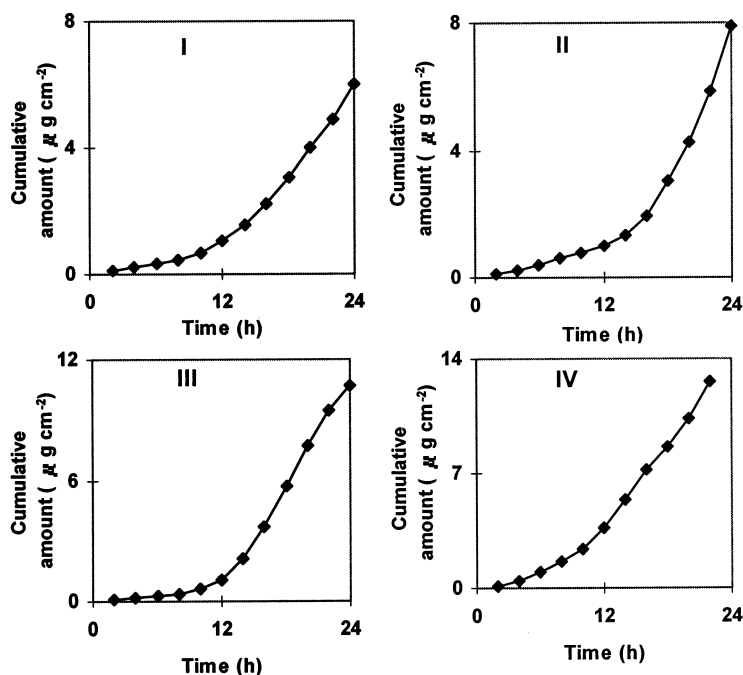 I
8
4
0
0
12
24
Cumulative
amount ( μ g cm-2)
Time (h)
II
8
4
0
0
12
24
Cumulative
amount ( μ g cm-2)
Time (h)
III
12
6
0
0
12
24
Cumulative
amount ( μ g cm-2)
Time (h)
IV
14
7
0
0
12
24
Cumulative
amount ( μ g cm-2)
Time (h)